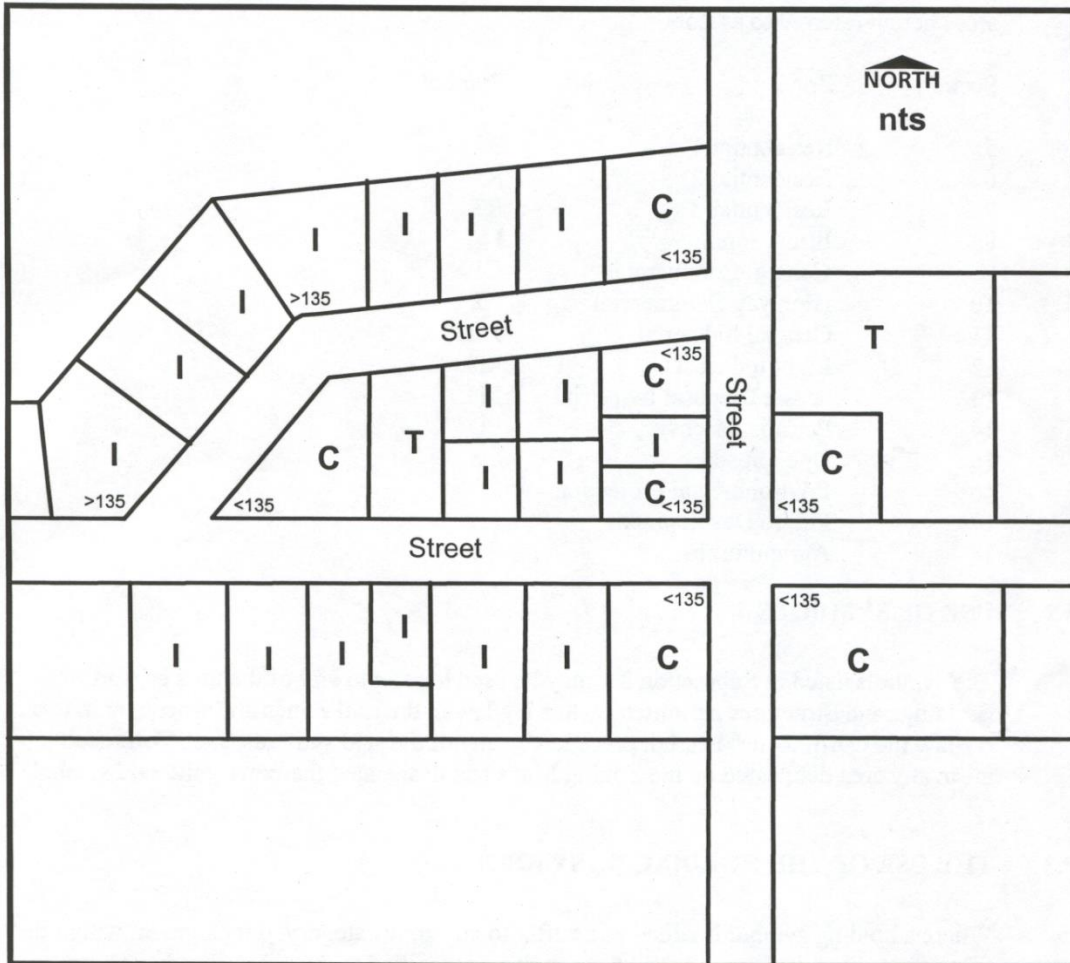 NORTH
nts
I I I I C
>135 <135
I
Street
T
<135
I
I I C
Street
C T I
I
>135 <135 I I C <135
C
<135
Street
<135 <135
I I I I I I C C